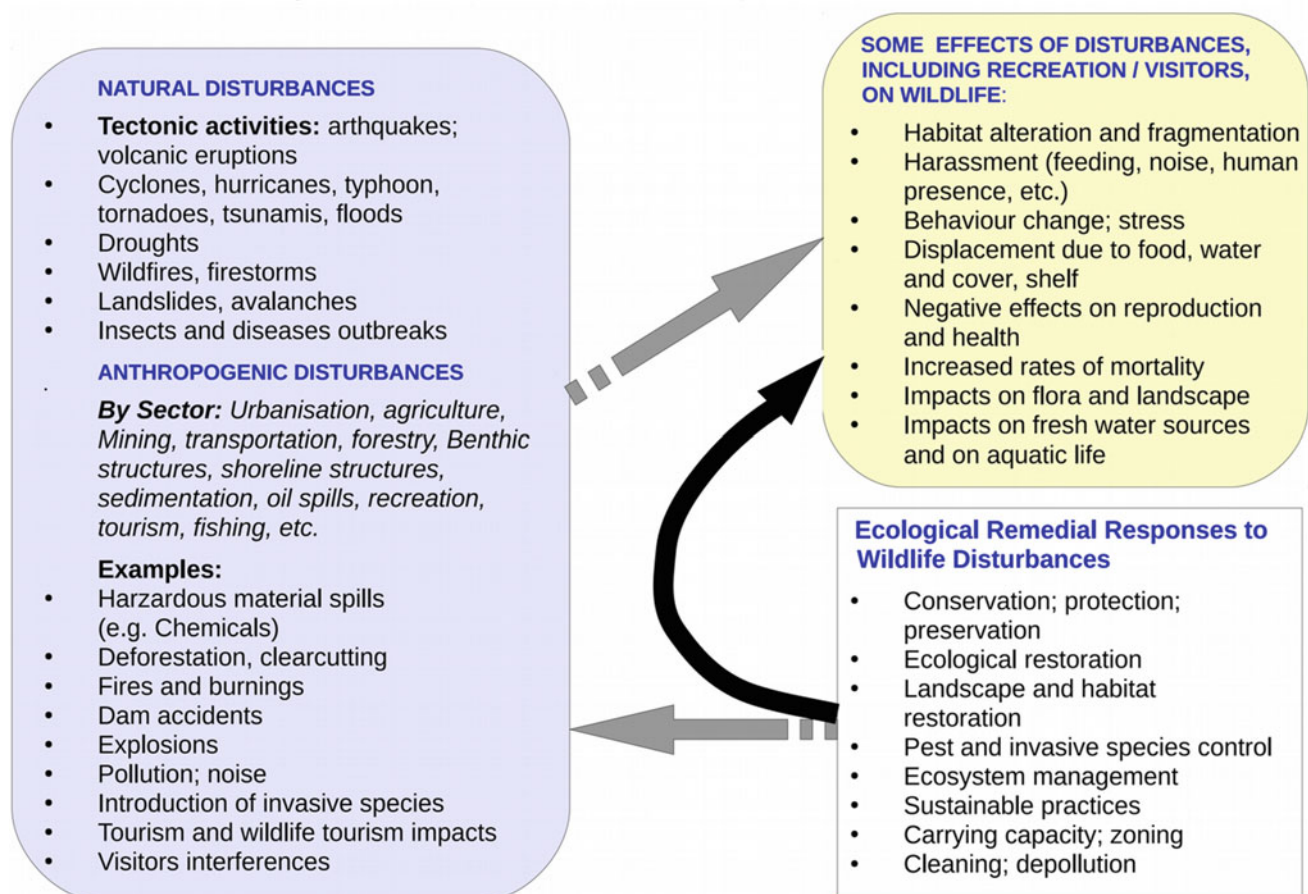 NATURAL DISTURBANCES
• Tectonic activities: arthquakes;
volcanic eruptions
• Cyclones, hurricanes, typhoon,
tornadoes, tsunamis, floods
• Droughts
• Wildfires, firestorms
• Landslides, avalanches
• Insects and diseases outbreaks
ANTHROPOGENIC DISTURBANCES
By Sector: Urbanisation, agriculture,
Mining, transportation, forestry, Benthic
structures, shoreline structures,
sedimentation, oil spills, recreation,
tourism, fishing, etc.
Examples:
• Harzardous material spills
(e.g. Chemicals)
• Deforestation, clearcutting
• Fires and burnings
• Dam accidents
• Explosions
• Pollution; noise
• Introduction of invasive species
• Tourism and wildlife tourism impacts
• Visitors interferences
SOME EFFECTS OF DISTURBANCES,
INCLUDING RECREATION / VISITORS,
ON WILDLIFE:
• Habitat alteration and fragmentation
• Harassment (feeding, noise, human
presence, etc.)
• Behaviour change; stress
• Displacement due to food, water
and cover, shelf
• Negative effects on reproduction
and health
• Increased rates of mortality
• Impacts on flora and landscape
• Impacts on fresh water sources
and on aquatic life
Ecological Remedial Responses to
Wildlife Disturbances
• Conservation; protection;
preservation
• Ecological restoration
• Landscape and habitat
restoration
• Pest and invasive species control
• Ecosystem management
• Sustainable practices
• Carrying capacity; zoning
• Cleaning; depollution